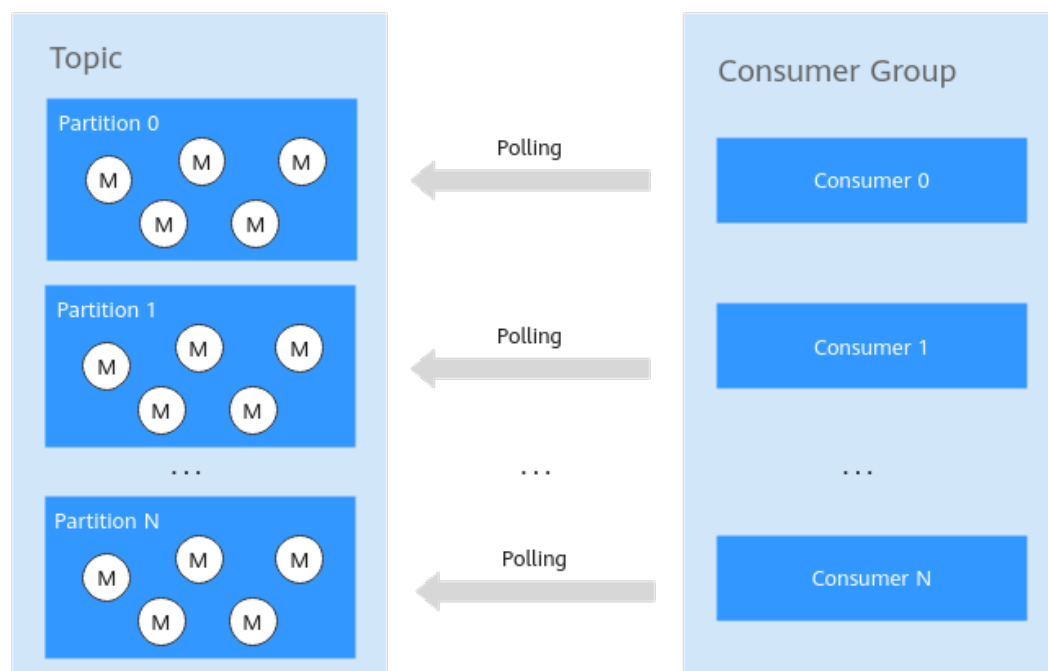 Topic
Partition 0
M
M
M
M
M
Partition 1
M
M
M
M
M
...
Partition N
M
M
M
M
M
Polling
Polling
...
Polling
Consumer Group
Consumer 0
Consumer 1
...
Consumer N